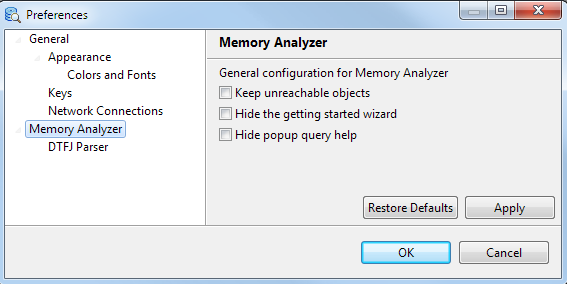 Preferences
General
Appearance
Colors and Fonts
Keys
Network Connections
Memory Analyzer
DTFJ Parser
Memory Analyzer
General configuration for Memory Analyzer
Keep unreachable objects
Hide the getting started wizard
Hide popup query help
Restore Defaults
Apply
OK
Cancel